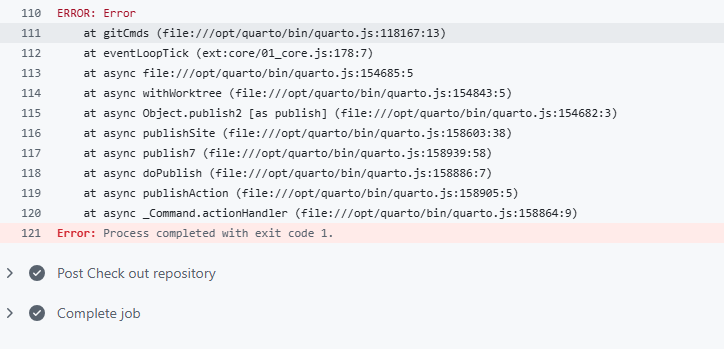 110 ERROR: Error
111 at gitCmds (file:///opt/quarto/bin/quarto.js:118167:13)
112 at eventLoopTick (ext:core/01_core.js:178:7)
113 at async file:///opt/quarto/bin/quarto.js:154685:5
114 at async withWorktree (file:///opt/quarto/bin/quarto.js:154843:5)
115 at async Object.publish2 [as publish] (file:///opt/quarto/bin/quarto.js:154682:3)
116 at async publishSite (file:///opt/quarto/bin/quarto.js:158603:38)
117 at async publish7 (file:///opt/quarto/bin/quarto.js:158939:58)
118 at async doPublish (file:///opt/quarto/bin/quarto.js:158886:7)
119 at async publishAction (file:///opt/quarto/bin/quarto.js:158905:5)
120 at async _Command.actionHandler (file:///opt/quarto/bin/quarto.js:158864:9)
121 Error: Process completed with exit code 1.
Post Check out repository
Complete job